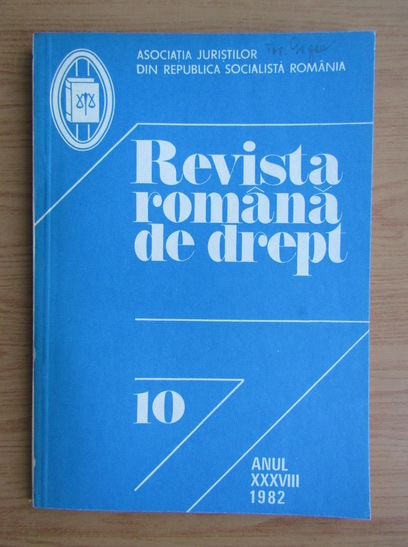 ASOCIAȚIA JURIȘTILOR
DIN REPUBLICA SOCIALISTĂ ROMÂNIA
Revista
română
de drept
10
ANUL
XXXVIII
1982